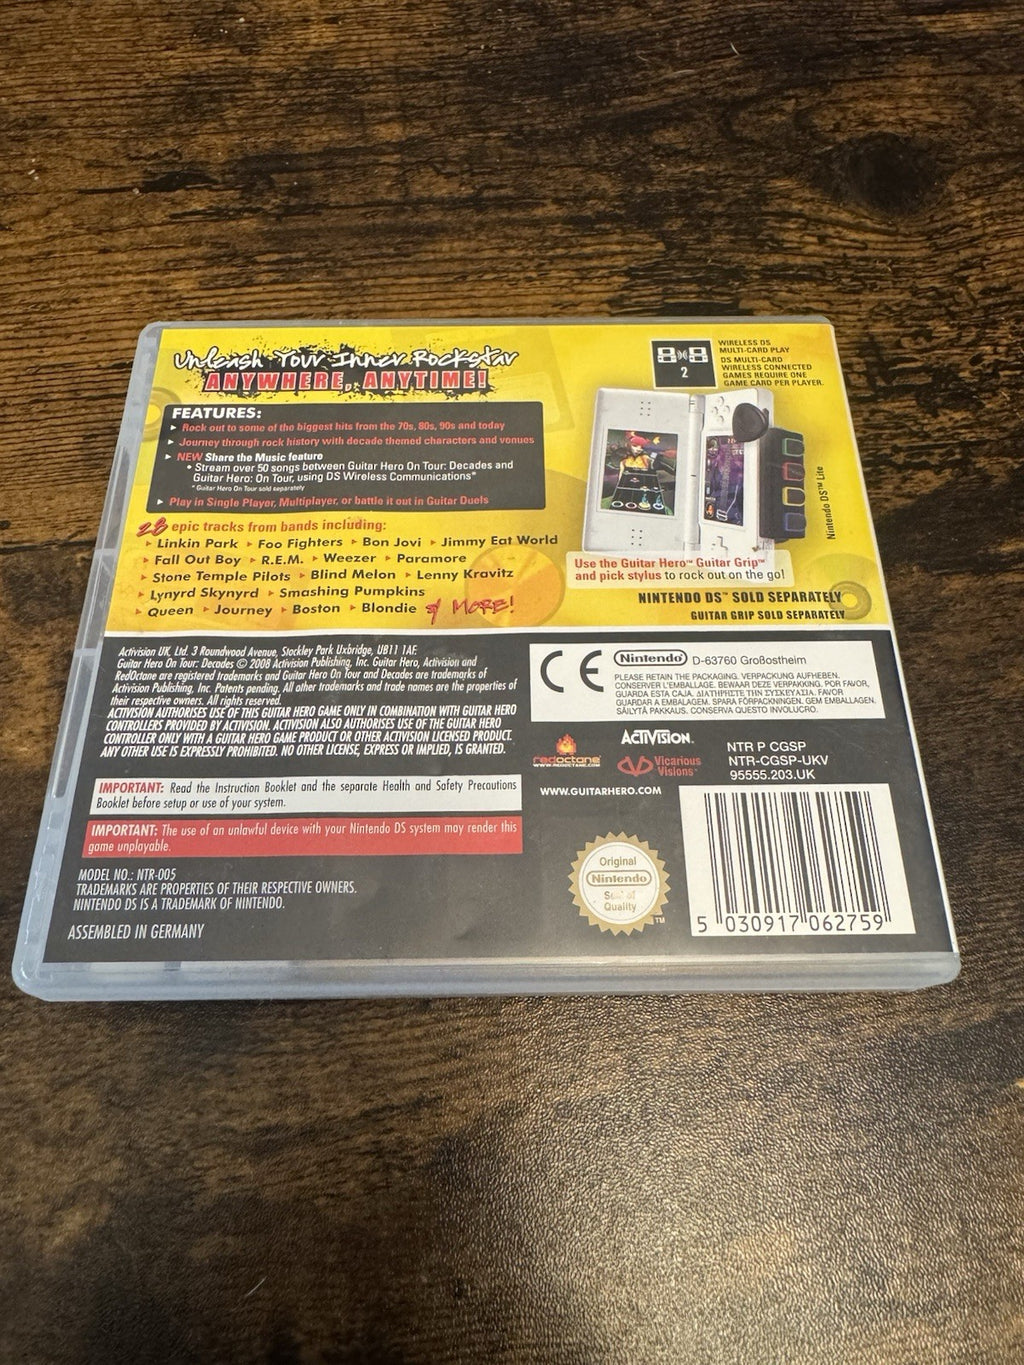 Unleash Your Inner Rockstar
ANYWHERE, ANYTIME!
FEATURES:
Rock out to some of the biggest hits from the 70s, 80s, 90s and today
Journey through rock history with decade themed characters and venues
NEW Share the Music feature
• Stream over 50 songs between Guitar Hero On Tour: Decades and
Guitar Hero: On Tour, using DS Wireless Communications*
* Guitar Hero On Tour sold separately
Play in Single Player, Multiplayer, or battle it out in Guitar Duels
28 epic tracks from bands including:
Linkin Park ▸ Foo Fighters ▸ Bon Jovi ▸ Jimmy Eat World
Fall Out Boy ▸ R.E.M. ▸ Weezer ▸ Paramore
Stone Temple Pilots ▸ Blind Melon ▸ Lenny Kravitz
Lynyrd Skynyrd ▸ Smashing Pumpkins
Queen ▸ Journey ▸ Boston ▸ Blondie & MORE!
2
WIRELESS DS
MULTI-CARD PLAY
DS MULTI-CARD
WIRELESS CONNECTED
GAMES REQUIRE ONE
GAME CARD PER PLAYER.
Nintendo DS™ Lite
Use the Guitar Hero™ Guitar Grip™
and pick stylus to rock out on the go!
NINTENDO DS™ SOLD SEPARATELY
GUITAR GRIP SOLD SEPARATELY
Activision UK, Ltd. 3 Roundwood Avenue, Stockley Park Uxbridge, UB11 1AF.
Guitar Hero On Tour: Decades © 2008 Activision Publishing, Inc. Guitar Hero, Activision and
RedOctane are registered trademarks and Guitar Hero On Tour and Decades are trademarks of
Activision Publishing, Inc. Patents pending. All other trademarks and trade names are the properties of
their respective owners. All rights reserved.
ACTIVISION AUTHORISES USE OF THIS GUITAR HERO GAME ONLY IN COMBINATION WITH GUITAR HERO
CONTROLLERS PROVIDED BY ACTIVISION. ACTIVISION ALSO AUTHORISES USE OF THE GUITAR HERO
CONTROLLER ONLY WITH A GUITAR HERO GAME PRODUCT OR OTHER ACTIVISION LICENSED PRODUCT.
ANY OTHER USE IS EXPRESSLY PROHIBITED. NO OTHER LICENSE, EXPRESS OR IMPLIED, IS GRANTED.
IMPORTANT: Read the Instruction Booklet and the separate Health and Safety Precautions
Booklet before setup or use of your system.
IMPORTANT: The use of an unlawful device with your Nintendo DS system may render this
game unplayable.
MODEL NO.: NTR-005
TRADEMARKS ARE PROPERTIES OF THEIR RESPECTIVE OWNERS.
NINTENDO DS IS A TRADEMARK OF NINTENDO.
ASSEMBLED IN GERMANY
CE
Nintendo® D-63760 Großostheim
PLEASE RETAIN THE PACKAGING. VERPACKUNG AUFHEBEN.
CONSERVER L'EMBALLAGE. BEWAAR DEZE VERPAKKING. POR FAVOR,
GUARDA ESTA CAJA. ΔΙΑΤΗΡΗΣΤΕ ΤΗΝ ΣΥΣΚΕΥΑΣΙΑ. FAVOR
GUARDAR A EMBALAGEM. SPARA FÖRPACKNINGEN. GEM EMBALLAGEN.
SÄILYTÄ PAKKAUS. CONSERVA QUESTO INVOLUCRO.
redoctane
WWW.REDOCTANE.COM
ACTIVISION.
Vicarious
Visions™
WWW.GUITARHERO.COM
NTR P CGSP
NTR-CGSP-UKV
95555.203.UK
Original
Nintendo
Seal of
Quality
TM
5 030917 062759